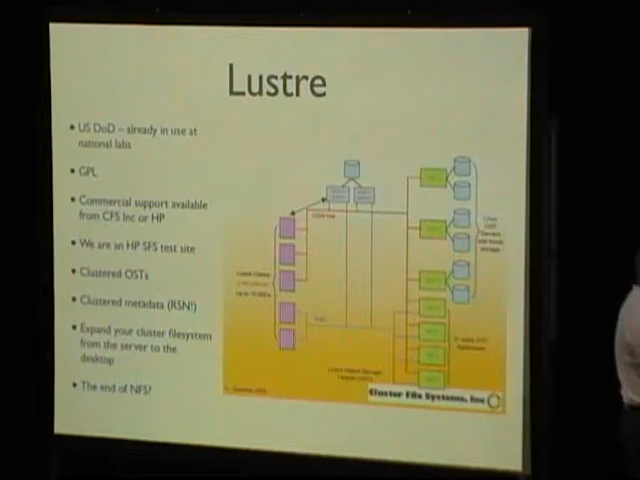 Lustre
• US DoD – already in use at
national labs
• GPL
• Commercial support available
from CFS Inc or HP
• We are an HP SFS test site
• Clustered OSTs
• Clustered metadata (RSN!)
• Expand your cluster filesystem
from the server to the
desktop
• The end of NFS!
Lustre Clients
Cluster File Systems, Inc